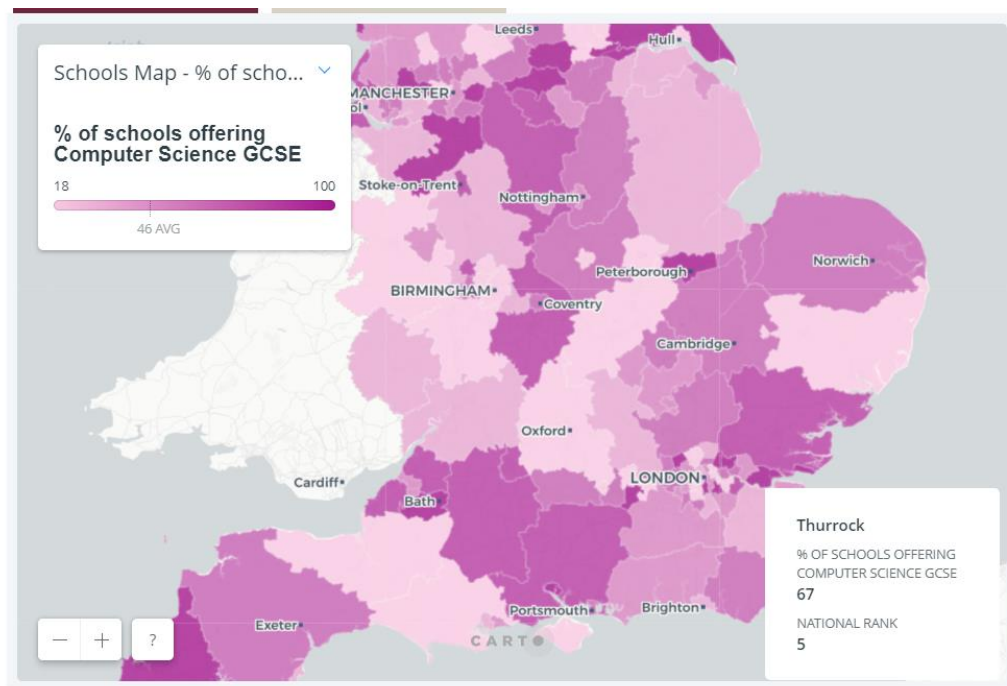 Schools Map - % of scho...
% of schools offering
Computer Science GCSE
18 100
46 AVG
Leeds
Hull
MANCHESTER
Stoke-on-Trent
Nottingham
Norwich
Peterborough
BIRMINGHAM
Coventry
Cambridge
Oxford
LONDON
Cardiff
Bath
Portsmouth
Brighton
Exeter
CARTO
− + ?
Thurrock
% OF SCHOOLS OFFERING
COMPUTER SCIENCE GCSE
67
NATIONAL RANK
5